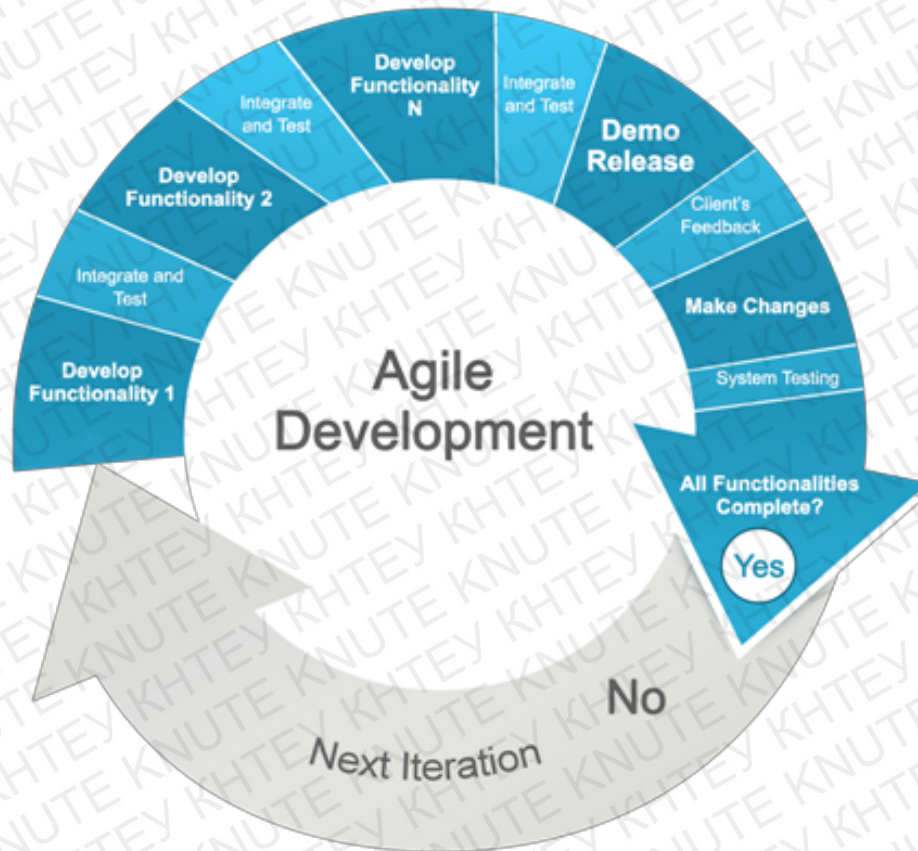 Develop
Functionality 1
Integrate and
Test
Develop
Functionality 2
Integrate
and Test
Develop
Functionality
N
Integrate
and Test
Demo
Release
Client's
Feedback
Make Changes
System Testing
All Functionalities
Complete?
Yes
No
Next Iteration
Agile
Development
КНТЕУ KNUTE